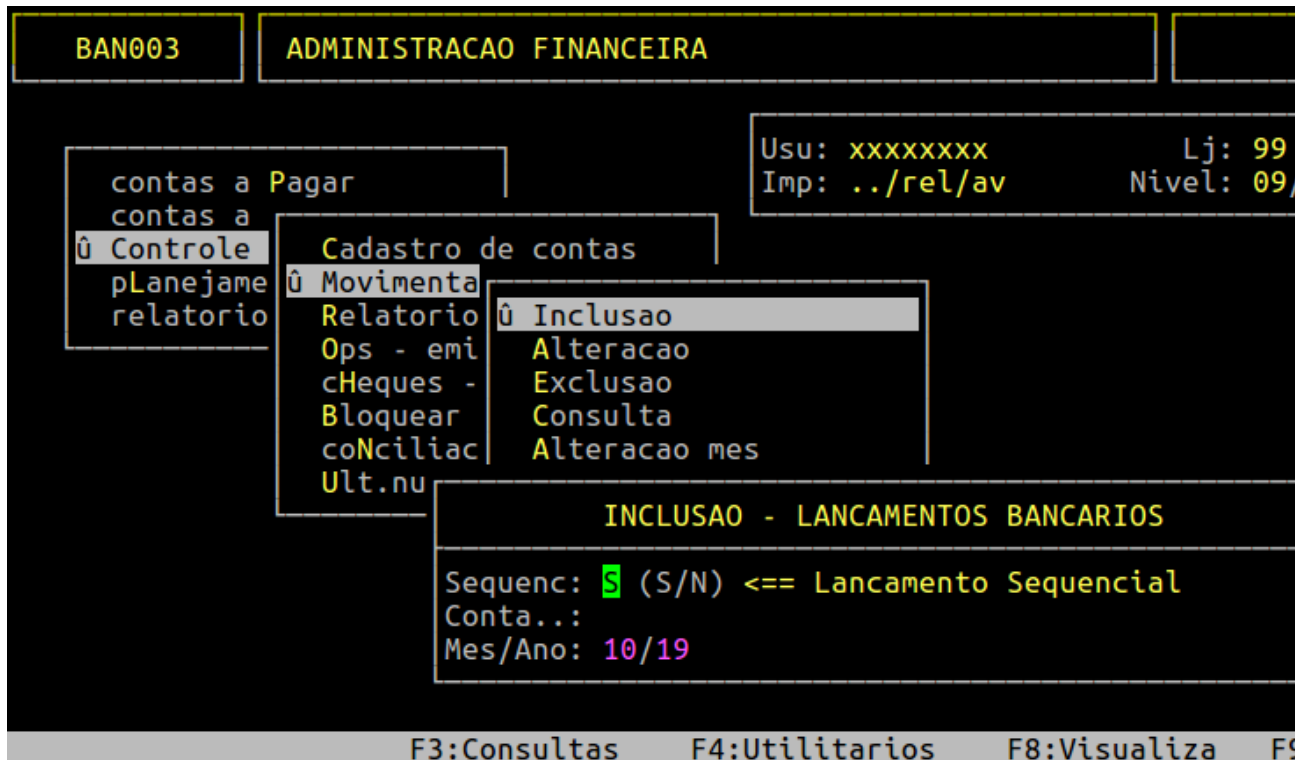 BAN003 ADMINISTRACAO FINANCEIRA
Usu: xxxxxxxx Lj: 99
Imp: ../rel/av Nivel: 09/
contas a Pagar
contas a
û Controle
pLanejame
relatorio
Cadastro de contas
û Movimenta
Relatorio
Ops - emi
cHeques -
Bloquear
coNciliac
Ult.nu
û Inclusao
Alteracao
Exclusao
Consulta
Alteracao mes
INCLUSAO - LANCAMENTOS BANCARIOS
Sequenc: S (S/N) <== Lancamento Sequencial
Conta..:
Mes/Ano: 10/19
F3:Consultas F4:Utilitarios F8:Visualiza F9